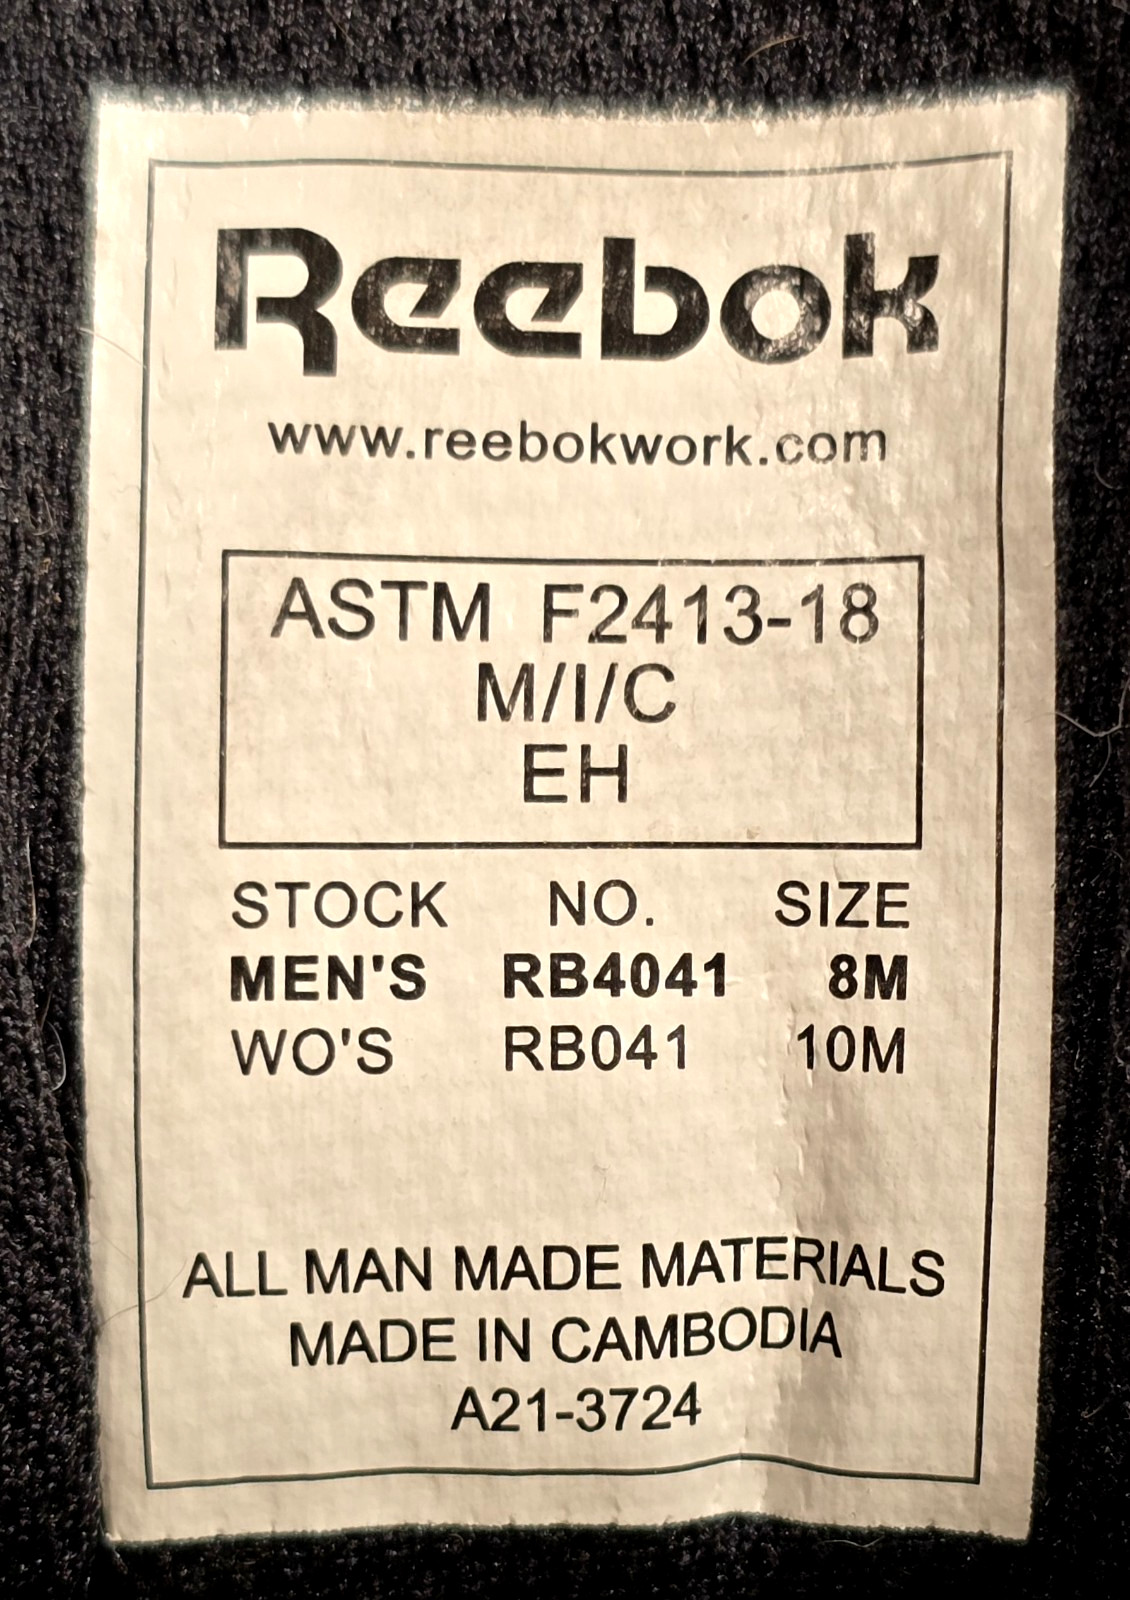 Reebok
www.reebokwork.com
ASTM F2413-18
M/I/C
EH
STOCK NO. SIZE
MEN'S RB4041 8M
WO'S RB041 10M
ALL MAN MADE MATERIALS
MADE IN CAMBODIA
A21-3724